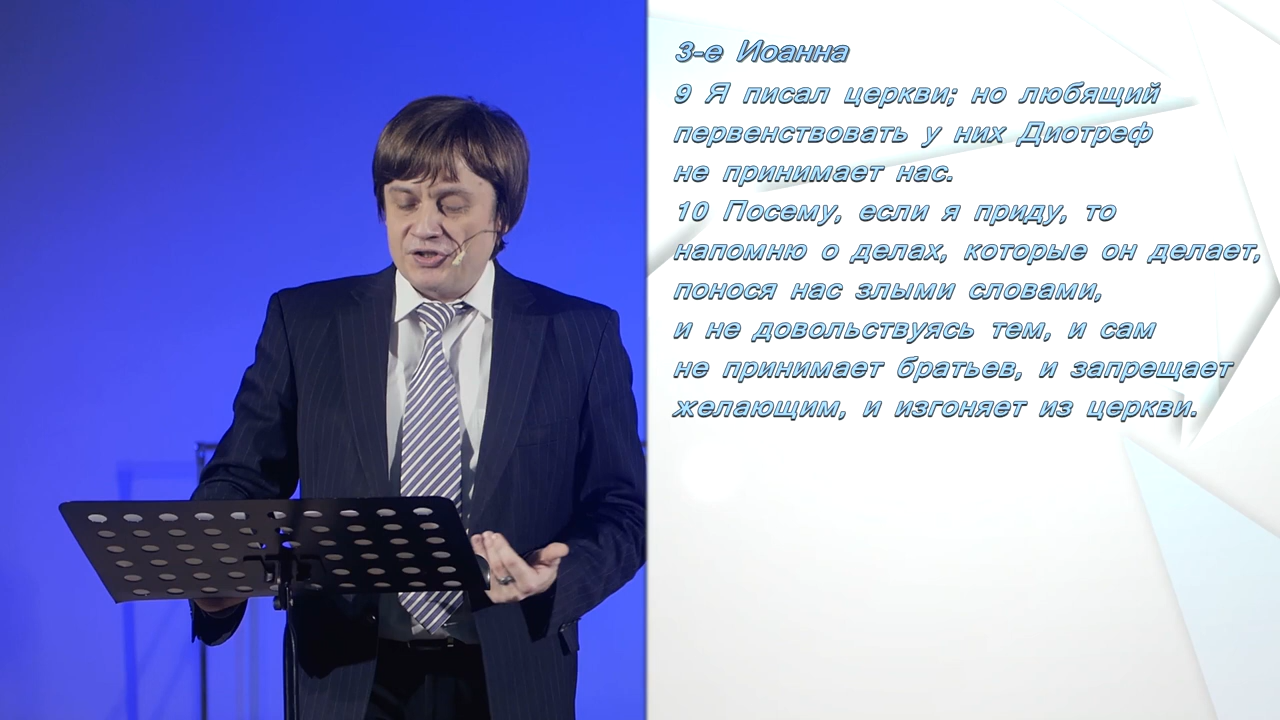 3-е Иоанна
9 Я писал церкви; но любящий
первенствовать у них Диотреф
не принимает нас.
10 Посему, если я приду, то
напомню о делах, которые он делает,
понося нас злыми словами,
и не довольствуясь тем, и сам
не принимает братьев, и запрещает
желающим, и изгоняет из церкви.